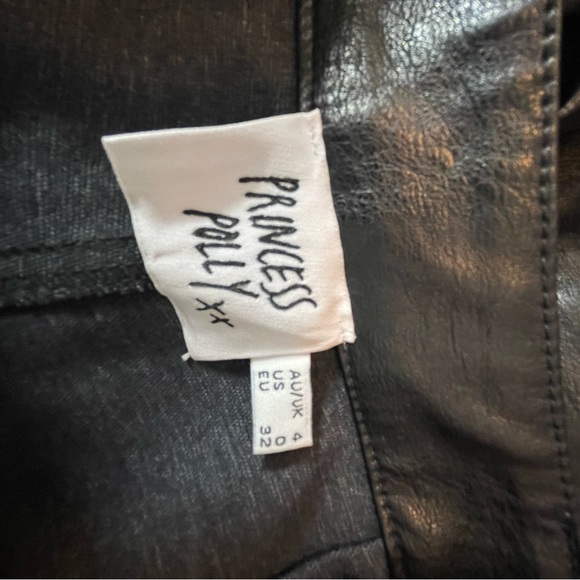 PRINCESS
POLLY xx
AU/UK 4
US 0
EU 32